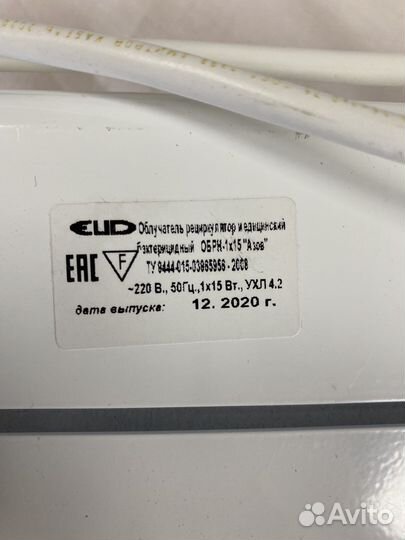 ELID Облучатель рециркулятор медицинский
бактерицидный ОБРН-1х15 "Азов"
EAC F ТУ 9444-015-03965956-2008
~220 В., 50Гц.,1х15 Вт., УХЛ 4.2
дата выпуска: 12. 2020 г.
Avito